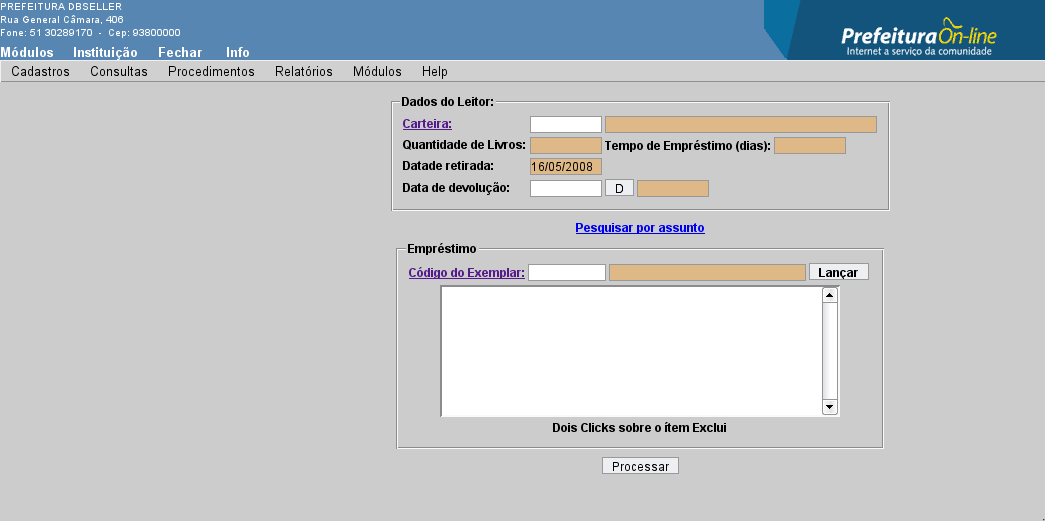 PREFEITURA DBSELLER
Rua General Câmara, 406
Fone: 51 30289170 - Cep: 93800000
Módulos Instituição Fechar Info
PrefeituraOn-line
Internet a serviço da comunidade
Cadastros Consultas Procedimentos Relatórios Módulos Help
Dados do Leitor:
Carteira:
Quantidade de Livros: Tempo de Empréstimo (dias):
Datade retirada: 16/05/2008
Data de devolução: D
Pesquisar por assunto
Empréstimo
Código do Exemplar: Lançar
Dois Clicks sobre o ítem Exclui
Processar